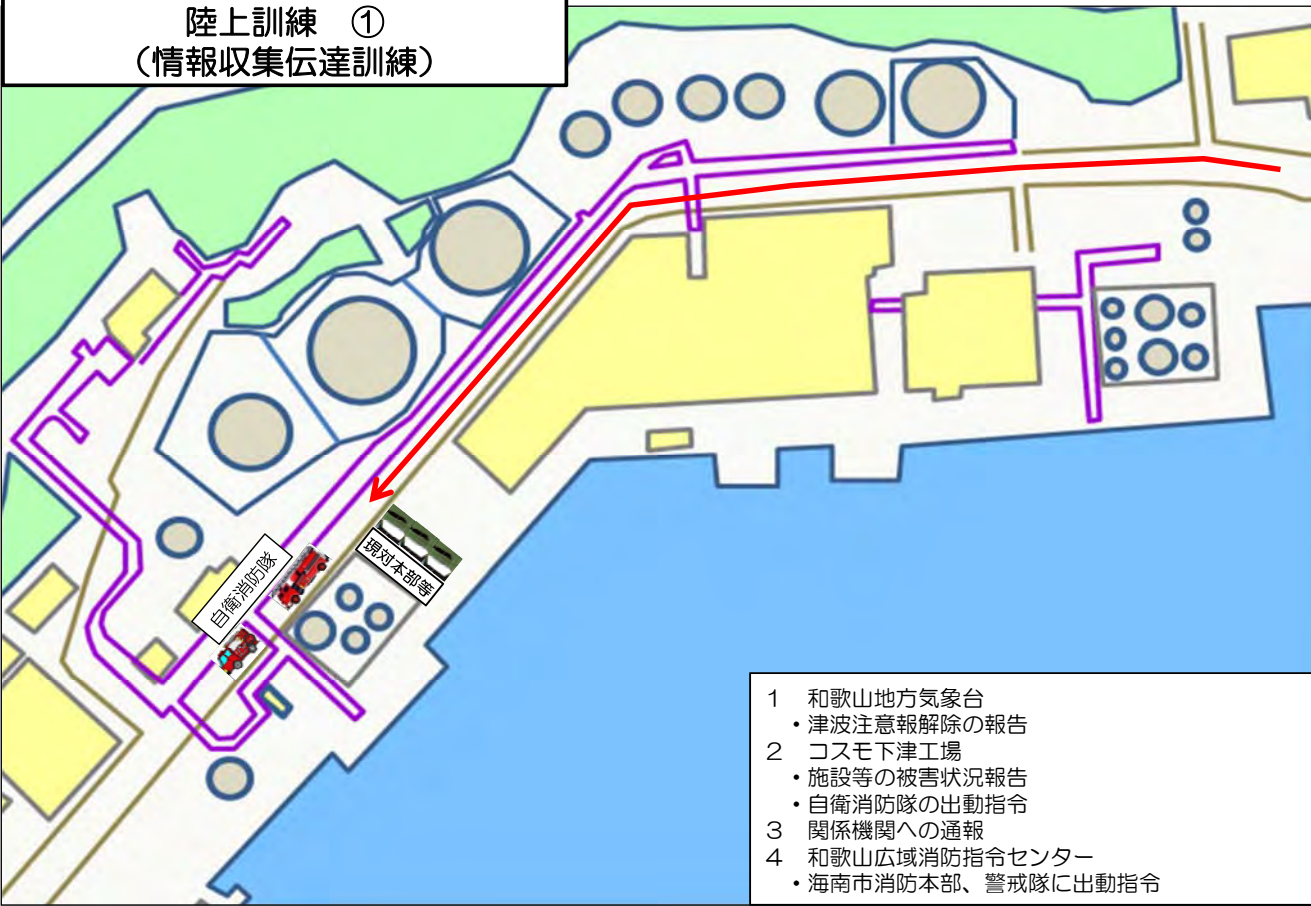 陸上訓練　①
（情報収集伝達訓練）
自衛消防隊
現対本部等
１　和歌山地方気象台
・津波注意報解除の報告
２　コスモ下津工場
・施設等の被害状況報告
・自衛消防隊の出動指令
３　関係機関への通報
４　和歌山広域消防指令センター
・海南市消防本部、警戒隊に出動指令